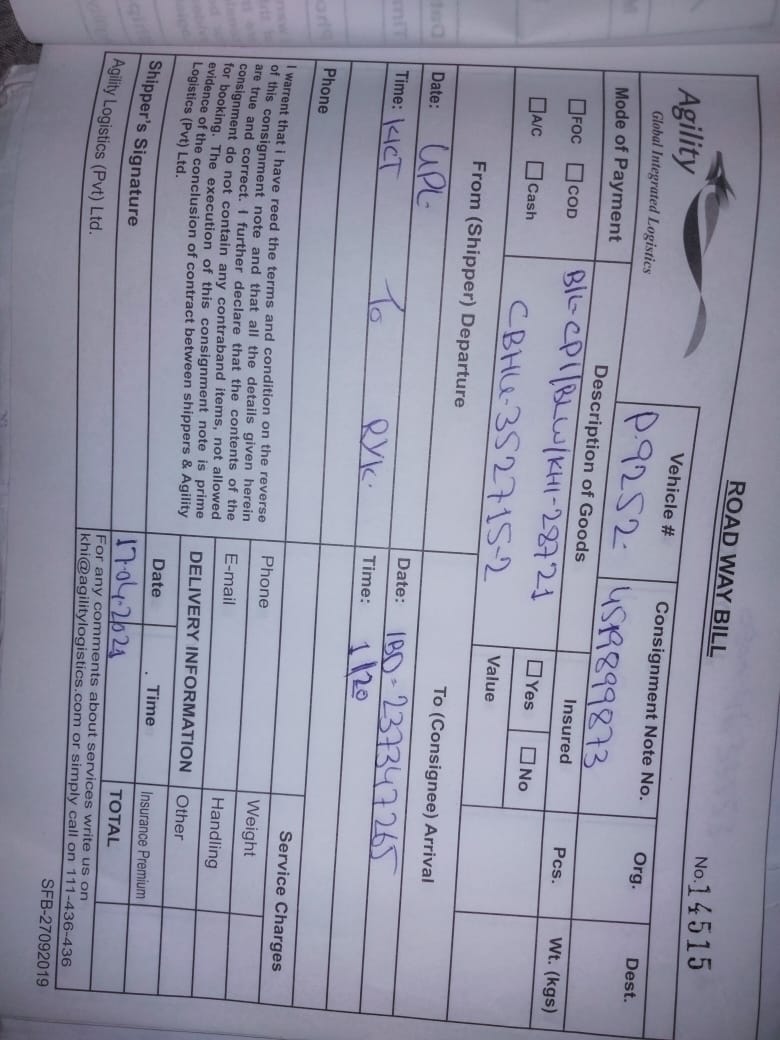 ROAD WAY BILL
No.14515
Agility
Global Integrated Logistics
Vehicle #
P.9252
Consignment Note No.
Org.
Dest.
Mode of Payment
FOC
COD
A/C
Cash
Description of Goods
B/L-CPI/BLW/KHI-28721
CBHU-352715-2
Insured
Yes
No
Value
Pcs.
Wt. (kgs)
From (Shipper) Departure
Date: UPL
Time: KICT To RYK.
Phone
To (Consignee) Arrival
Date: IBD-237347265
Time: 1/20
I warrent that i have reed the terms and condition on the reverse
of this consignment note and that all the details given herein
are true and correct. I further declare that the contents of the
consignment do not contain any contraband items, not allowed
for booking. The execution of this consignment note is prime
evidence of the conclusion of contract between shippers & Agility
Logistics (Pvt) Ltd.
Shipper's Signature
Agility Logistics (Pvt) Ltd.
Phone
E-mail
DELIVERY INFORMATION
Date
. Time
17-04-2021
Service Charges
Weight
Handling
Other
Insurance Premium
TOTAL
For any comments about services write us on
khi@agilitylogistics.com or simply call on 111-436-436
SFB-27092019